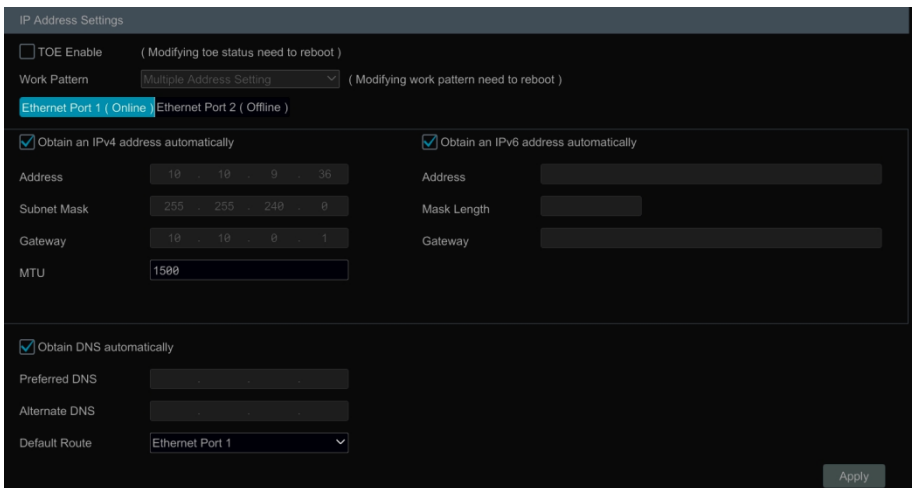 IP Address Settings
TOE Enable ( Modifying toe status need to reboot )
Work Pattern Multiple Address Setting ( Modifying work pattern need to reboot )
Ethernet Port 1 ( Online ) Ethernet Port 2 ( Offline )
Obtain an IPv4 address automatically Obtain an IPv6 address automatically
Address 10 . 10 . 9 . 36 Address
Subnet Mask 255 . 255 . 240 . 0 Mask Length
Gateway 10 . 10 . 0 . 1 Gateway
MTU 1500
Obtain DNS automatically
Preferred DNS . . .
Alternate DNS . . .
Default Route Ethernet Port 1
Apply